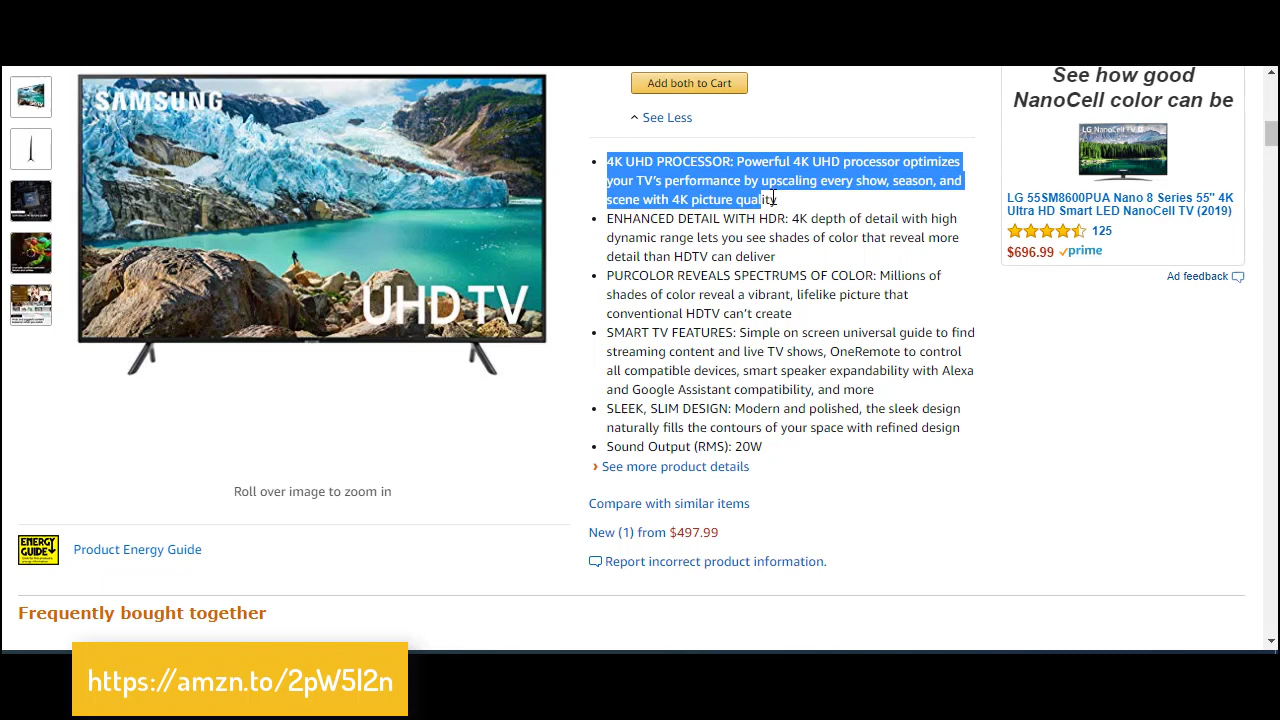 SAMSUNG
UHD TV
Roll over image to zoom in
ENERGY
GUIDE
Product Energy Guide
Add both to Cart
See Less
4K UHD PROCESSOR: Powerful 4K UHD processor optimizes
your TV's performance by upscaling every show, season, and
scene with 4K picture quality
ENHANCED DETAIL WITH HDR: 4K depth of detail with high
dynamic range lets you see shades of color that reveal more
detail than HDTV can deliver
PURCOLOR REVEALS SPECTRUMS OF COLOR: Millions of
shades of color reveal a vibrant, lifelike picture that
conventional HDTV can't create
SMART TV FEATURES: Simple on screen universal guide to find
streaming content and live TV shows, OneRemote to control
all compatible devices, smart speaker expandability with Alexa
and Google Assistant compatibility, and more
SLEEK, SLIM DESIGN: Modern and polished, the sleek design
naturally fills the contours of your space with refined design
Sound Output (RMS): 20W
› See more product details
Compare with similar items
New (1) from $497.99
Report incorrect product information.
See how good
NanoCell color can be
LG NanoCell TV
LG 55SM8600PUA Nano 8 Series 55" 4K
Ultra HD Smart LED NanoCell TV (2019)
125
$696.99 prime
Ad feedback
Frequently bought together
https://amzn.to/2pW5l2n